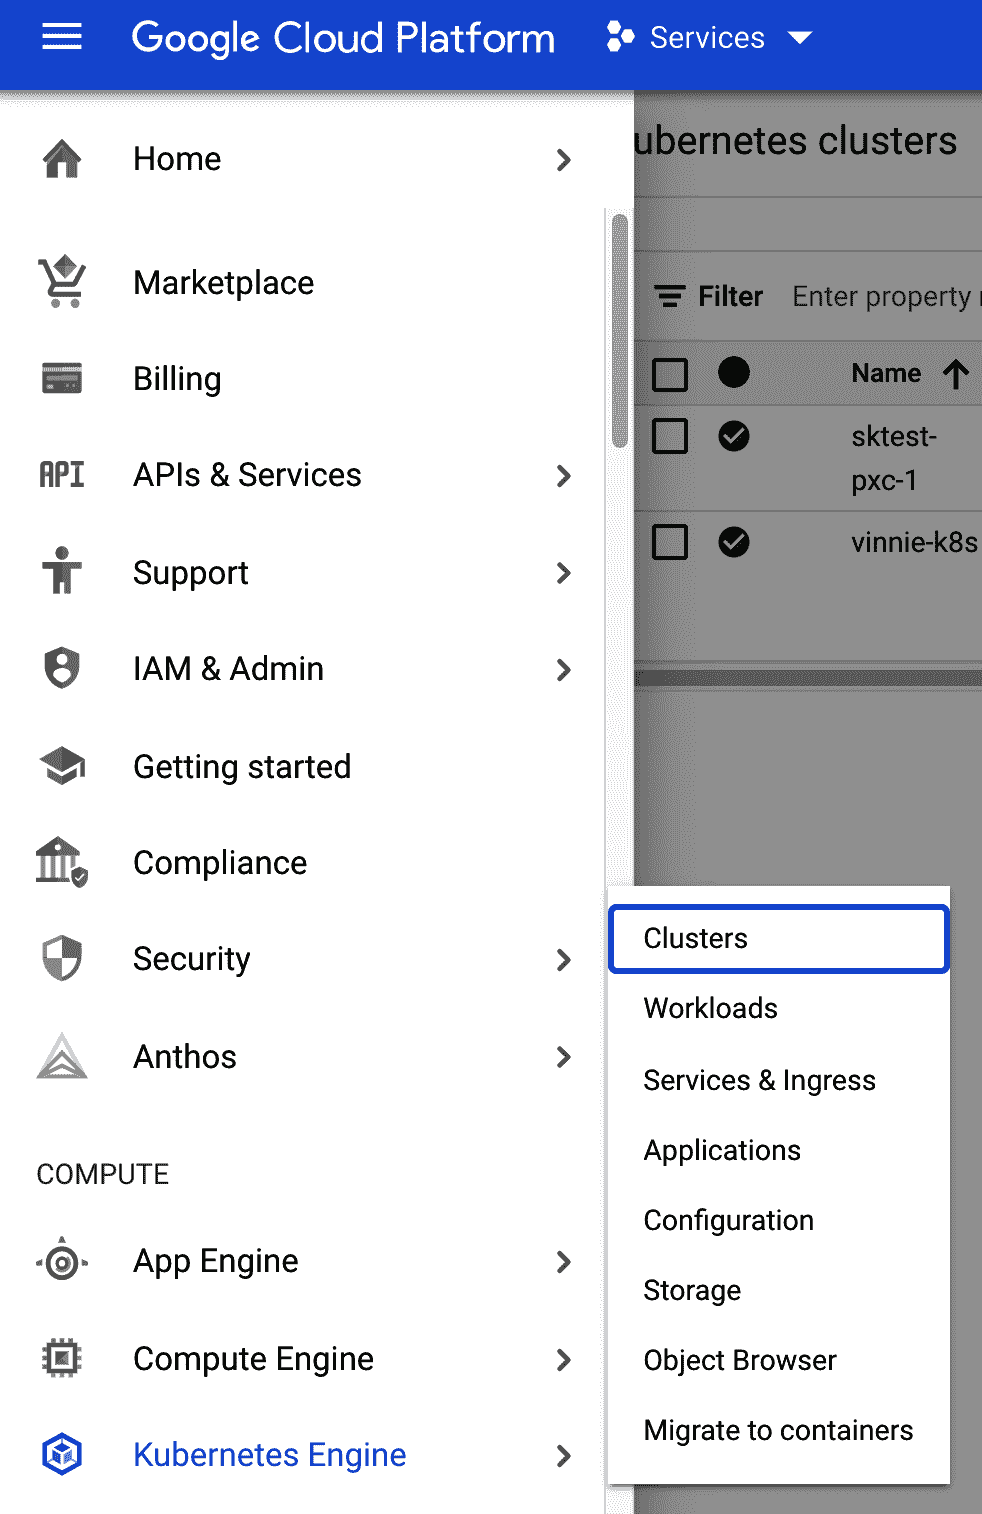 Google Cloud Platform Services
Home
Marketplace
Billing
API APIs & Services
Support
IAM & Admin
Getting started
Compliance
Security
Anthos
COMPUTE
App Engine
Compute Engine
Kubernetes Engine
ubernetes clusters
Filter Enter property
Name
sktest-
pxc-1
vinnie-k8s
Clusters
Workloads
Services & Ingress
Applications
Configuration
Storage
Object Browser
Migrate to containers